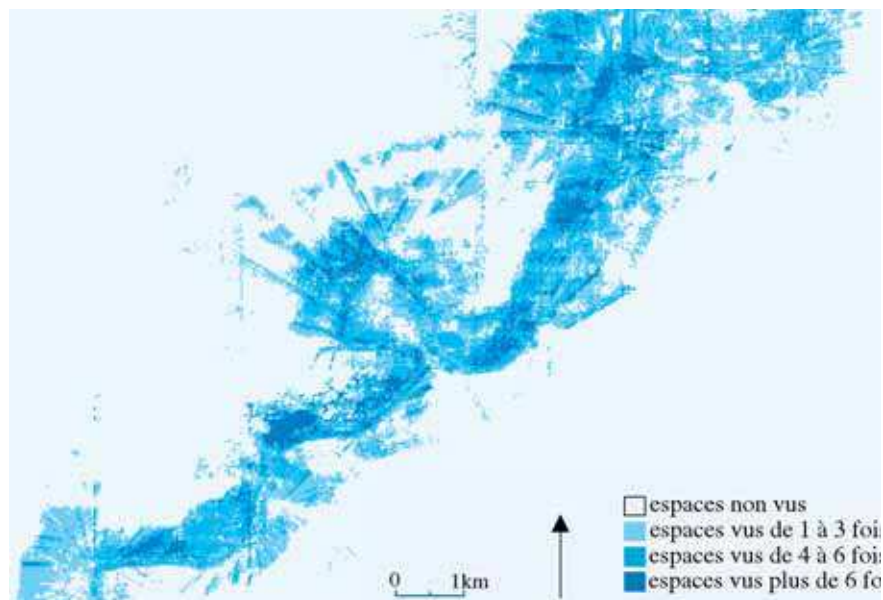 espaces non vus
espaces vus de 1 à 3 fois
espaces vus de 4 à 6 fois
espaces vus plus de 6 fo
0 1km